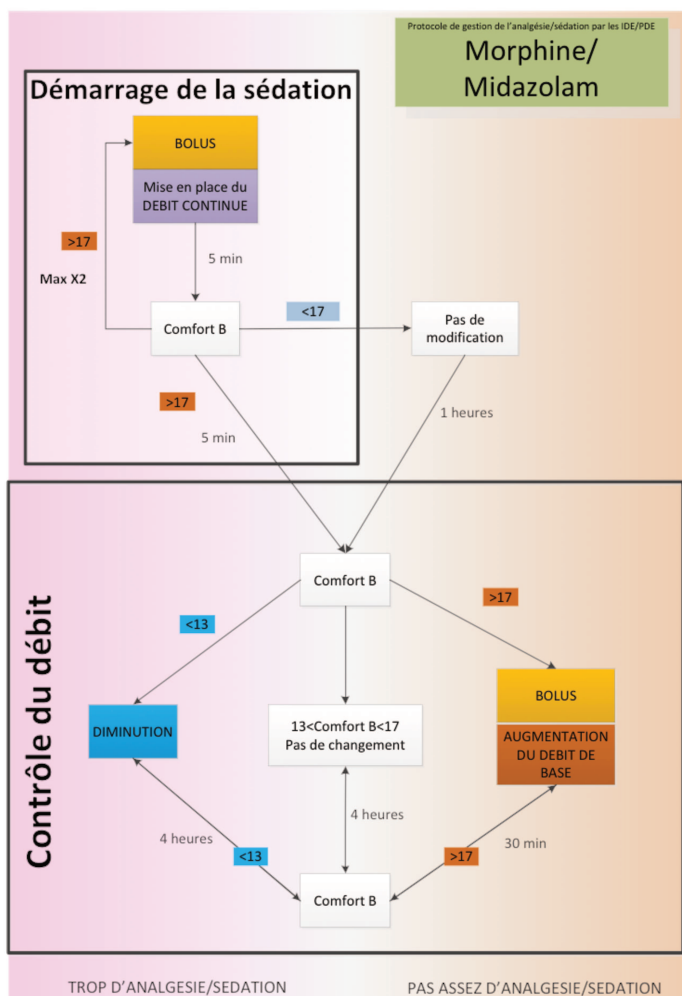 Protocole de gestion de l'analgésie/sédation par les IDE/PDE
Morphine/
Midazolam
Démarrage de la sédation
BOLUS
Mise en place du
DEBIT CONTINUE
>17
5 min
Max X2
Comfort B
<17
Pas de
modification
>17
5 min
1 heures
Contrôle du débit
Comfort B
<13
>17
DIMINUTION
13<Comfort B<17
Pas de changement
BOLUS
AUGMENTATION
DU DEBIT DE
BASE
4 heures
<13
4 heures
>17
30 min
Comfort B
TROP D'ANALGESIE/SEDATION
PAS ASSEZ D'ANALGESIE/SEDATION